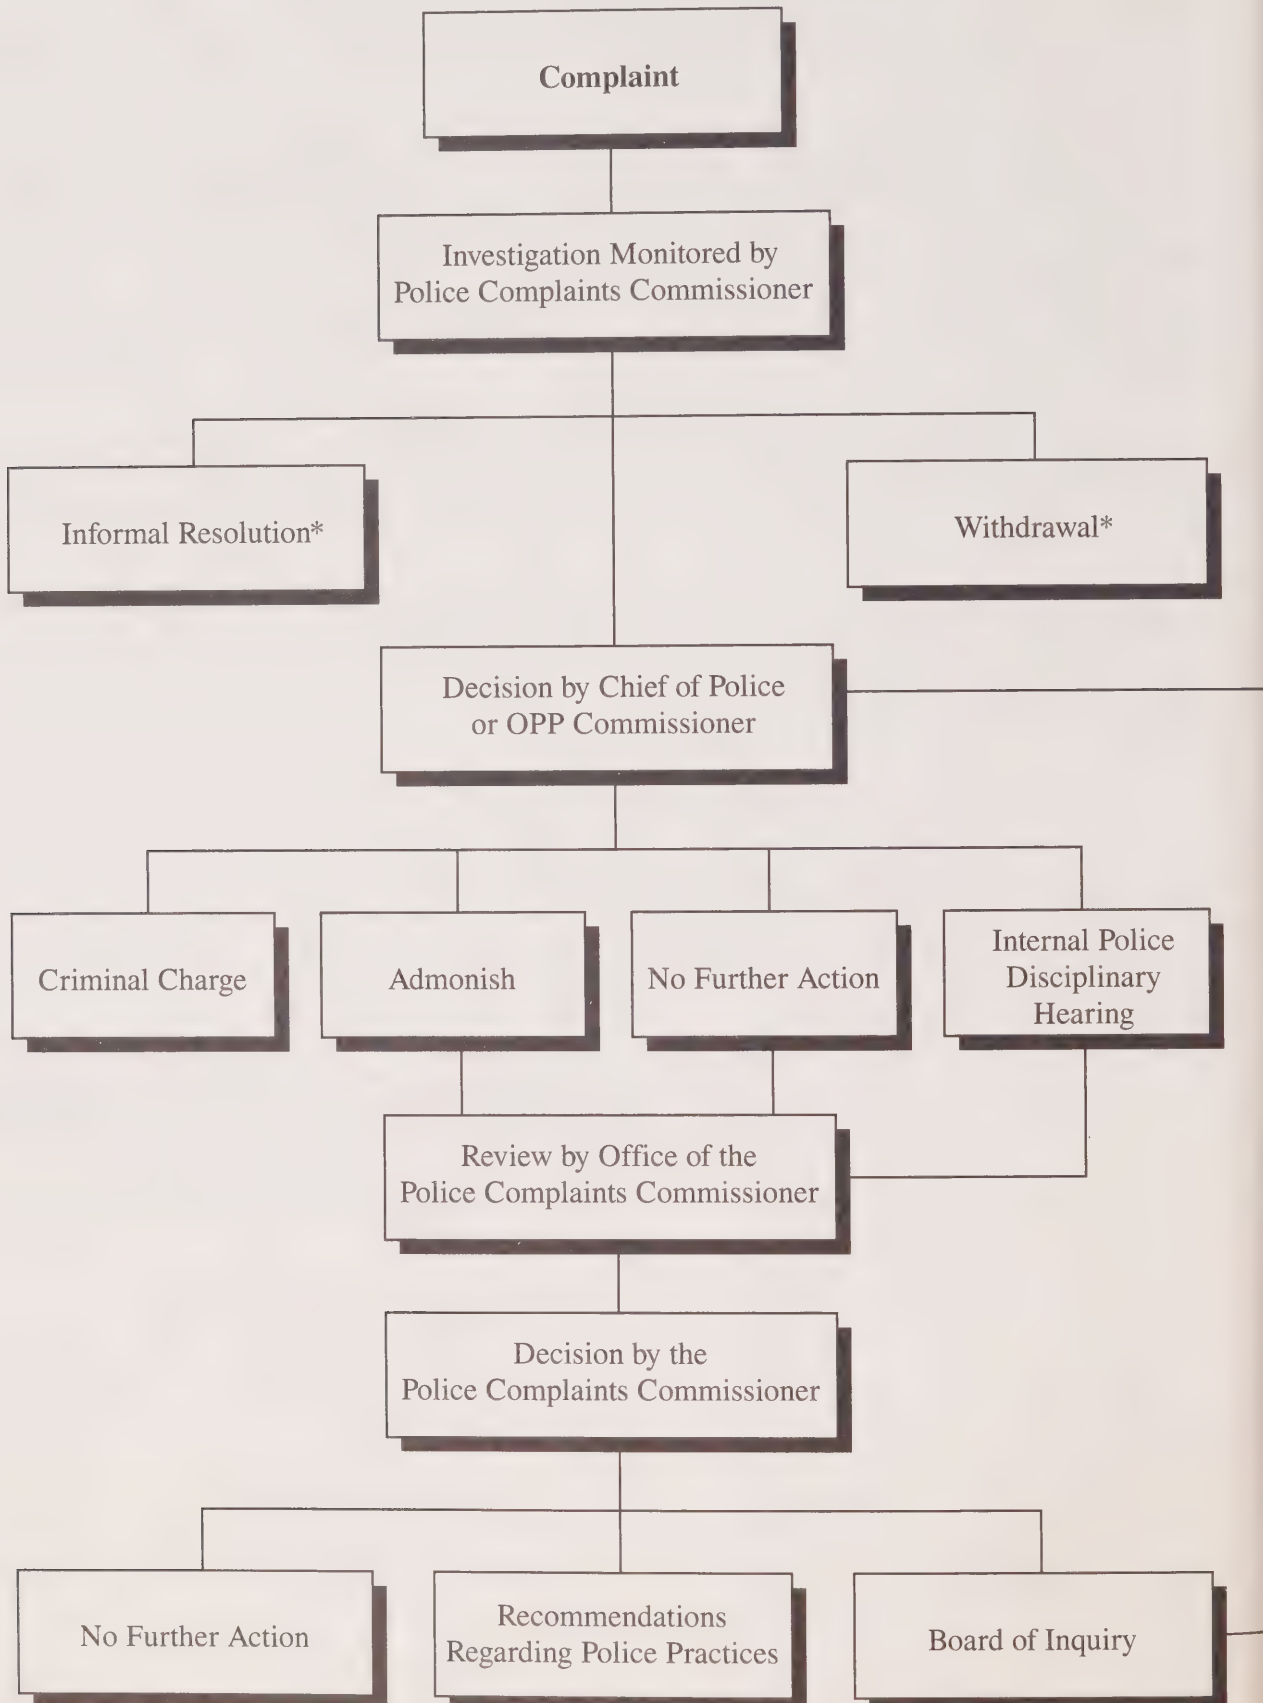 Complaint
Investigation Monitored by
Police Complaints Commissioner
Informal Resolution*
Withdrawal*
Decision by Chief of Police
or OPP Commissioner
Criminal Charge
Admonish
No Further Action
Internal Police
Disciplinary
Hearing
Review by Office of the
Police Complaints Commissioner
Decision by the
Police Complaints Commissioner
No Further Action
Recommendations
Regarding Police Practices
Board of Inquiry